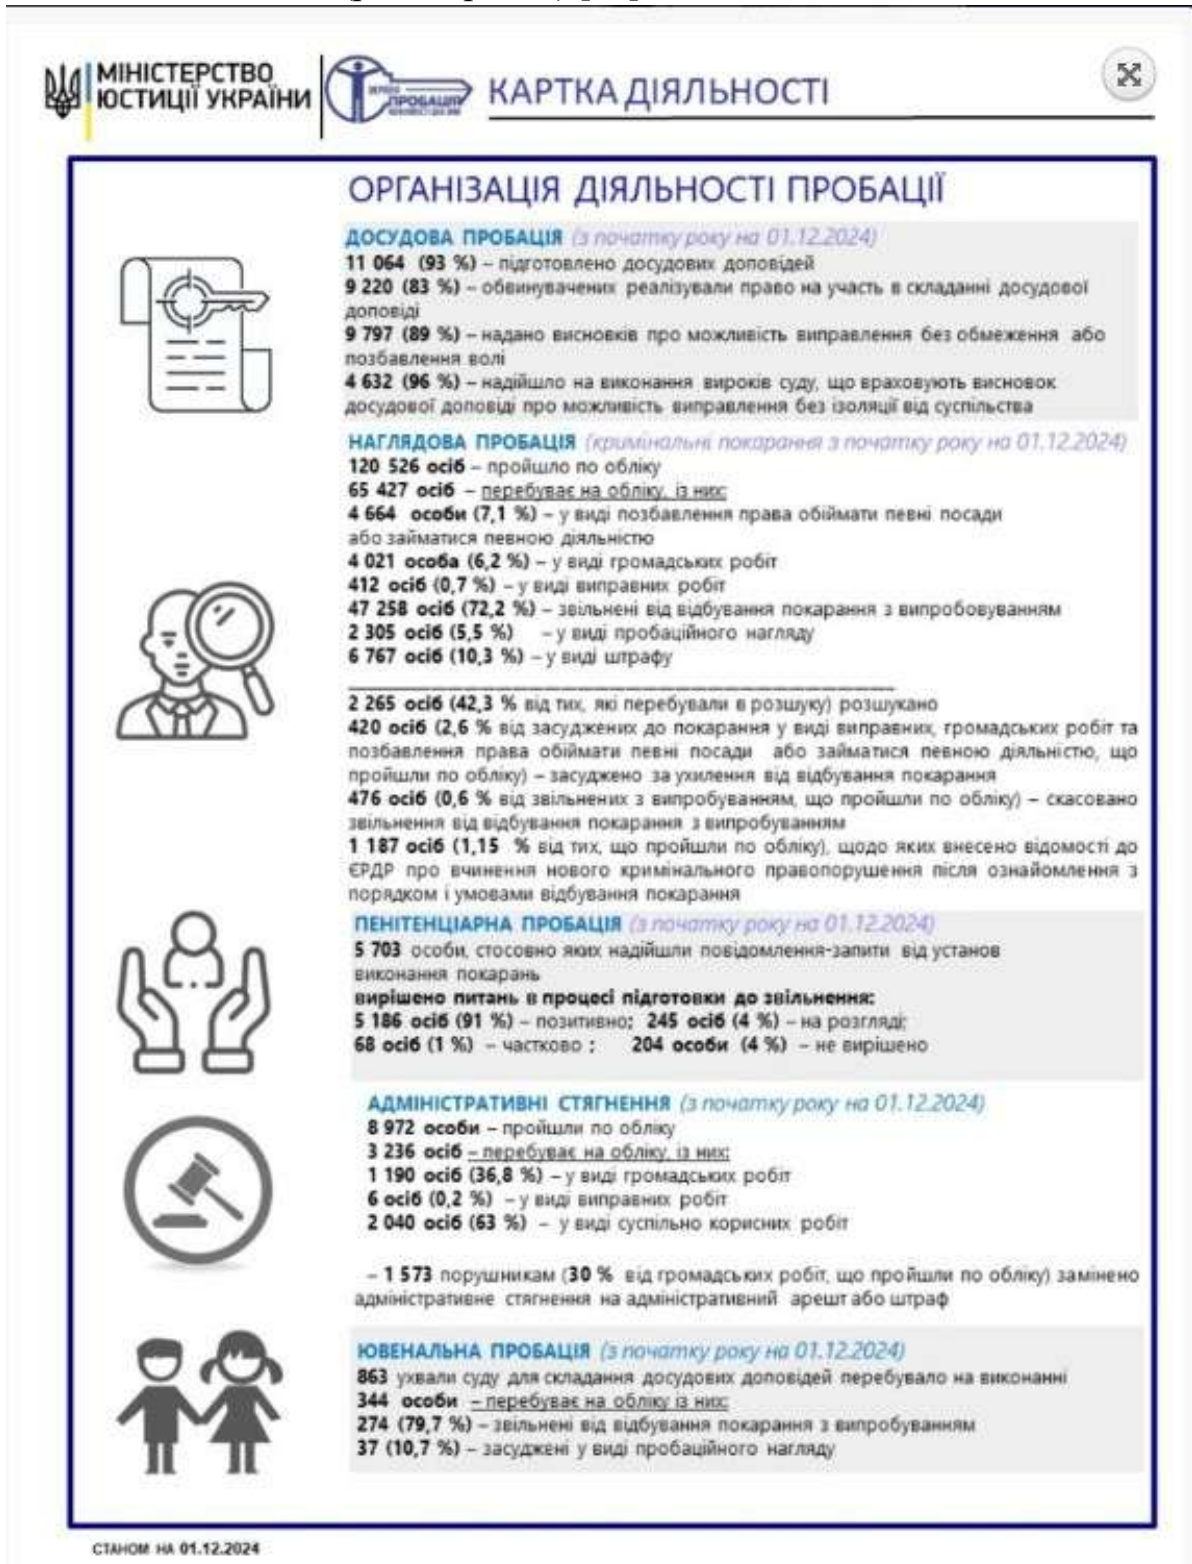 МІНІСТЕРСТВО
ЮСТИЦІЇ УКРАЇНИ
ПРОБАЦІЯ
КАРТКА ДІЯЛЬНОСТІ
ОРГАНІЗАЦІЯ ДІЯЛЬНОСТІ ПРОБАЦІЇ
ДОСУДОВА ПРОБАЦІЯ (з початку року на 01.12.2024)
11 064 (93 %) – підготовлено досудових доповідей
9 220 (83 %) – обвинувачених реалізували право на участь в складанні досудової
доповіді
9 797 (89 %) – надано висновків про можливість виправлення без обмеження або
позбавлення волі
4 632 (96 %) – надійшло на виконання вироків суду, що враховують висновок
досудової доповіді про можливість виправлення без ізоляції від суспільства
НАГЛЯДОВА ПРОБАЦІЯ (кримінальні покарання з початку року на 01.12.2024)
120 526 осіб – пройшло по обліку
65 427 осіб – перебуває на обліку, із них:
4 664 особи (7,1 %) – у виді позбавлення права обіймати певні посади
або займатися певною діяльністю
4 021 особа (6,2 %) – у виді громадських робіт
412 осіб (0,7 %) – у виді виправних робіт
47 258 осіб (72,2 %) – звільнені від відбування покарання з випробовуванням
2 305 осіб (5,5 %) – у виді пробаційного нагляду
6 767 осіб (10,3 %) – у виді штрафу
2 265 осіб (42,3 % від тих, які перебували в розшуку) розшукано
420 осіб (2,6 % від засуджених до покарання у виді виправних, громадських робіт та
позбавлення права обіймати певні посади або займатися певною діяльністю, що
пройшли по обліку) – засуджено за ухилення від відбування покарання
476 осіб (0,6 % від звільнених з випробуванням, що пройшли по обліку) – скасовано
звільнення від відбування покарання з випробуванням
1 187 осіб (1,15 % від тих, що пройшли по обліку), щодо яких внесено відомості до
ЄРДР про вчинення нового кримінального правопорушення після ознайомлення з
порядком і умовами відбування покарання
ПЕНІТЕНЦІАРНА ПРОБАЦІЯ (з початку року на 01.12.2024)
5 703 особи, стосовно яких надійшли повідомлення-запити від установ
виконання покарань
вирішено питань в процесі підготовки до звільнення:
5 186 осіб (91 %) – позитивно; 245 осіб (4 %) – на розгляді;
68 осіб (1 %) – частково ; 204 особи (4 %) – не вирішено
АДМІНІСТРАТИВНІ СТЯГНЕННЯ (з початку року на 01.12.2024)
8 972 особи – пройшли по обліку
3 236 осіб – перебуває на обліку, із них:
1 190 осіб (36,8 %) – у виді громадських робіт
6 осіб (0,2 %) – у виді виправних робіт
2 040 осіб (63 %) – у виді суспільно корисних робіт
– 1 573 порушникам (30 % від громадських робіт, що пройшли по обліку) замінено
адміністративне стягнення на адміністративний арешт або штраф
ЮВЕНАЛЬНА ПРОБАЦІЯ (з початку року на 01.12.2024)
863 ухвали суду для складання досудових доповідей перебувало на виконанні
344 особи – перебуває на обліку із них:
274 (79,7 %) – звільнені від відбування покарання з випробуванням
37 (10,7 %) – засуджені у виді пробаційного нагляду
СТАНОМ НА 01.12.2024